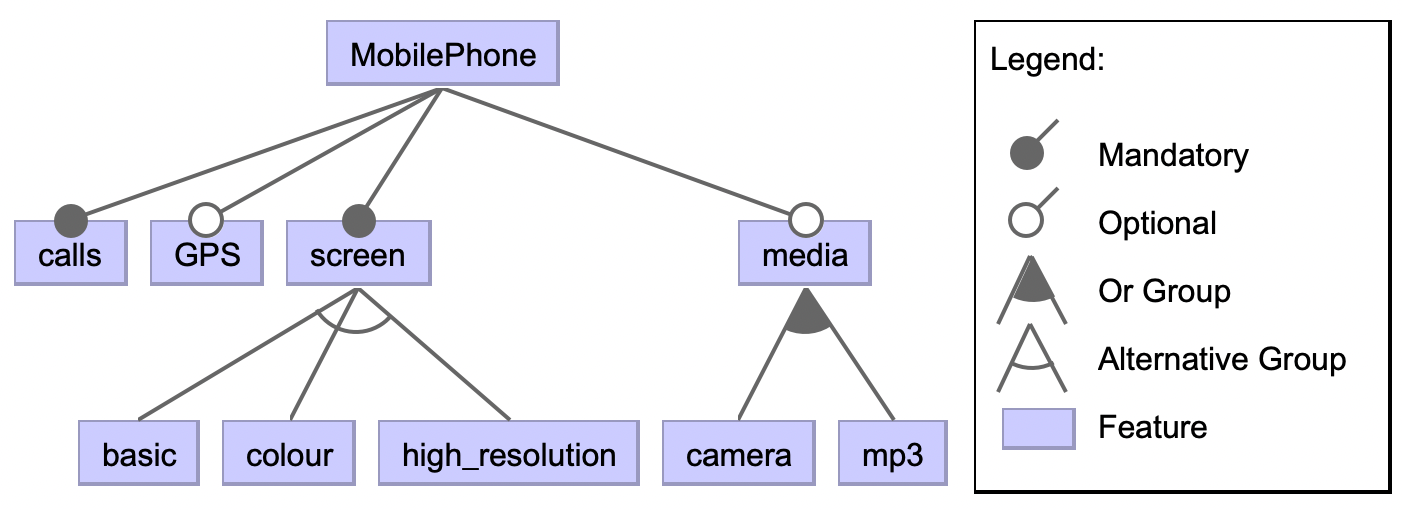 MobilePhone
calls
GPS
screen
media
basic
colour
high_resolution
camera
mp3
Legend:
Mandatory
Optional
Or Group
Alternative Group
Feature